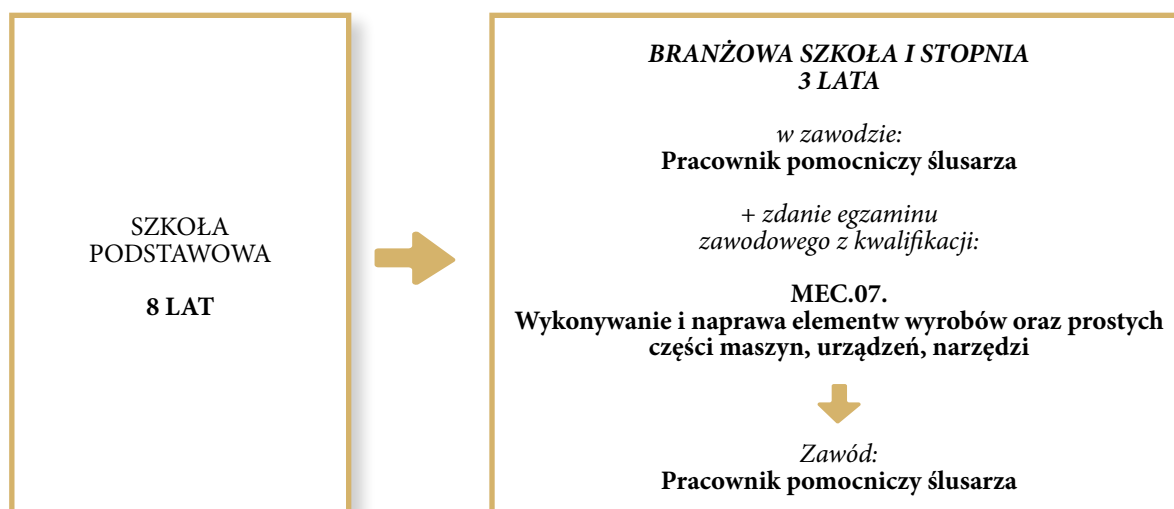 SZKOŁA
PODSTAWOWA
8 LAT
BRANŻOWA SZKOŁA I STOPNIA
3 LATA
w zawodzie:
Pracownik pomocniczy ślusarza
+ zdanie egzaminu
zawodowego z kwalifikacji:
MEC.07.
Wykonywanie i naprawa elementw wyrobów oraz prostych
części maszyn, urządzeń, narzędzi
Zawód:
Pracownik pomocniczy ślusarza